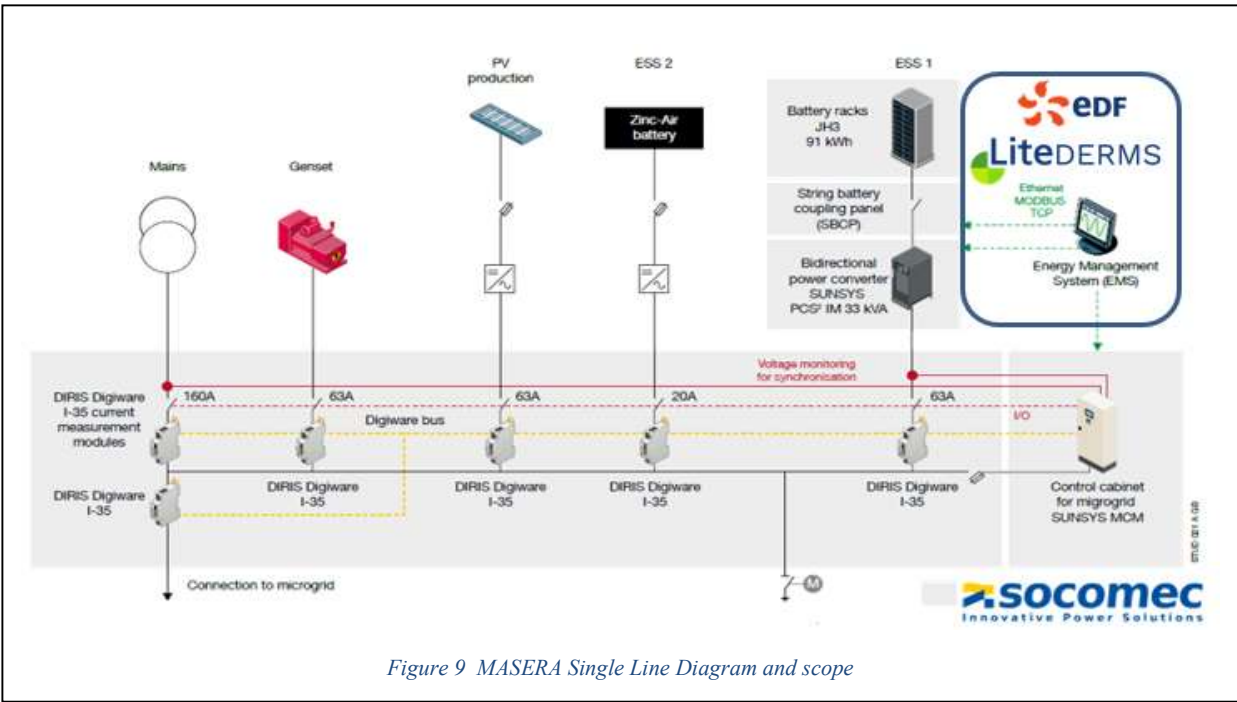 PV
production
ESS 2
ESS 1
Mains
Genset
Zinc-Air
battery
Battery racks
JH3
91 kWh
String battery
coupling panel
(SBCP)
Bidirectional
power converter
SUNSYS
PCS² IM 33 kVA
eDF
LiteDERMS
Ethernet
MODBUS
TCP
Energy Management
System (EMS)
Voltage monitoring
for synchronisation
DIRIS Digiware
I-35 current
measurement
modules
160A
63A
63A
20A
63A
I/O
Digiware bus
DIRIS Digiware
I-35
DIRIS Digiware
I-35
DIRIS Digiware
I-35
DIRIS Digiware
I-35
DIRIS Digiware
I-35
Control cabinet
for microgrid
SUNSYS MCM
Connection to microgrid
M
socomec
Innovative Power Solutions
Figure 9 MASERA Single Line Diagram and scope